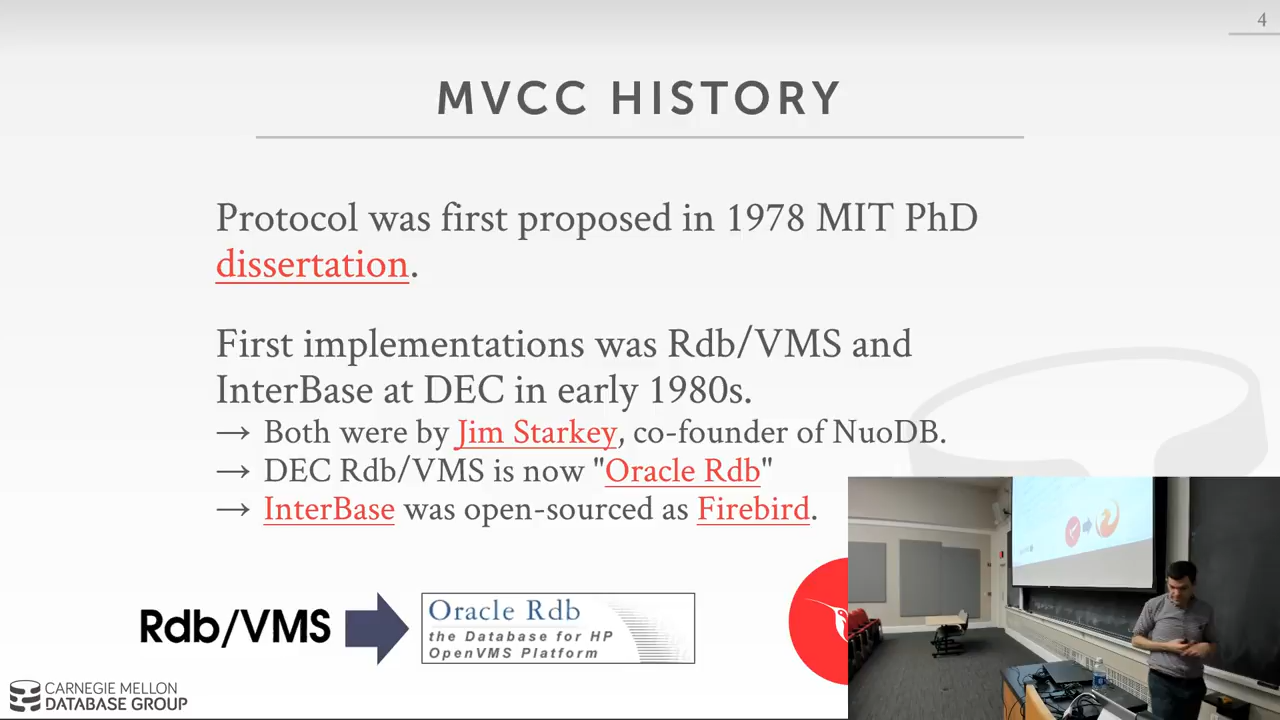 4
MVCC HISTORY
Protocol was first proposed in 1978 MIT PhD
dissertation.
First implementations was Rdb/VMS and
InterBase at DEC in early 1980s.
→ Both were by Jim Starkey, co-founder of NuoDB.
→ DEC Rdb/VMS is now "Oracle Rdb"
→ InterBase was open-sourced as Firebird.
Rdb/VMS
Oracle Rdb
the Database for HP
OpenVMS Platform
CARNEGIE MELLON
DATABASE GROUP